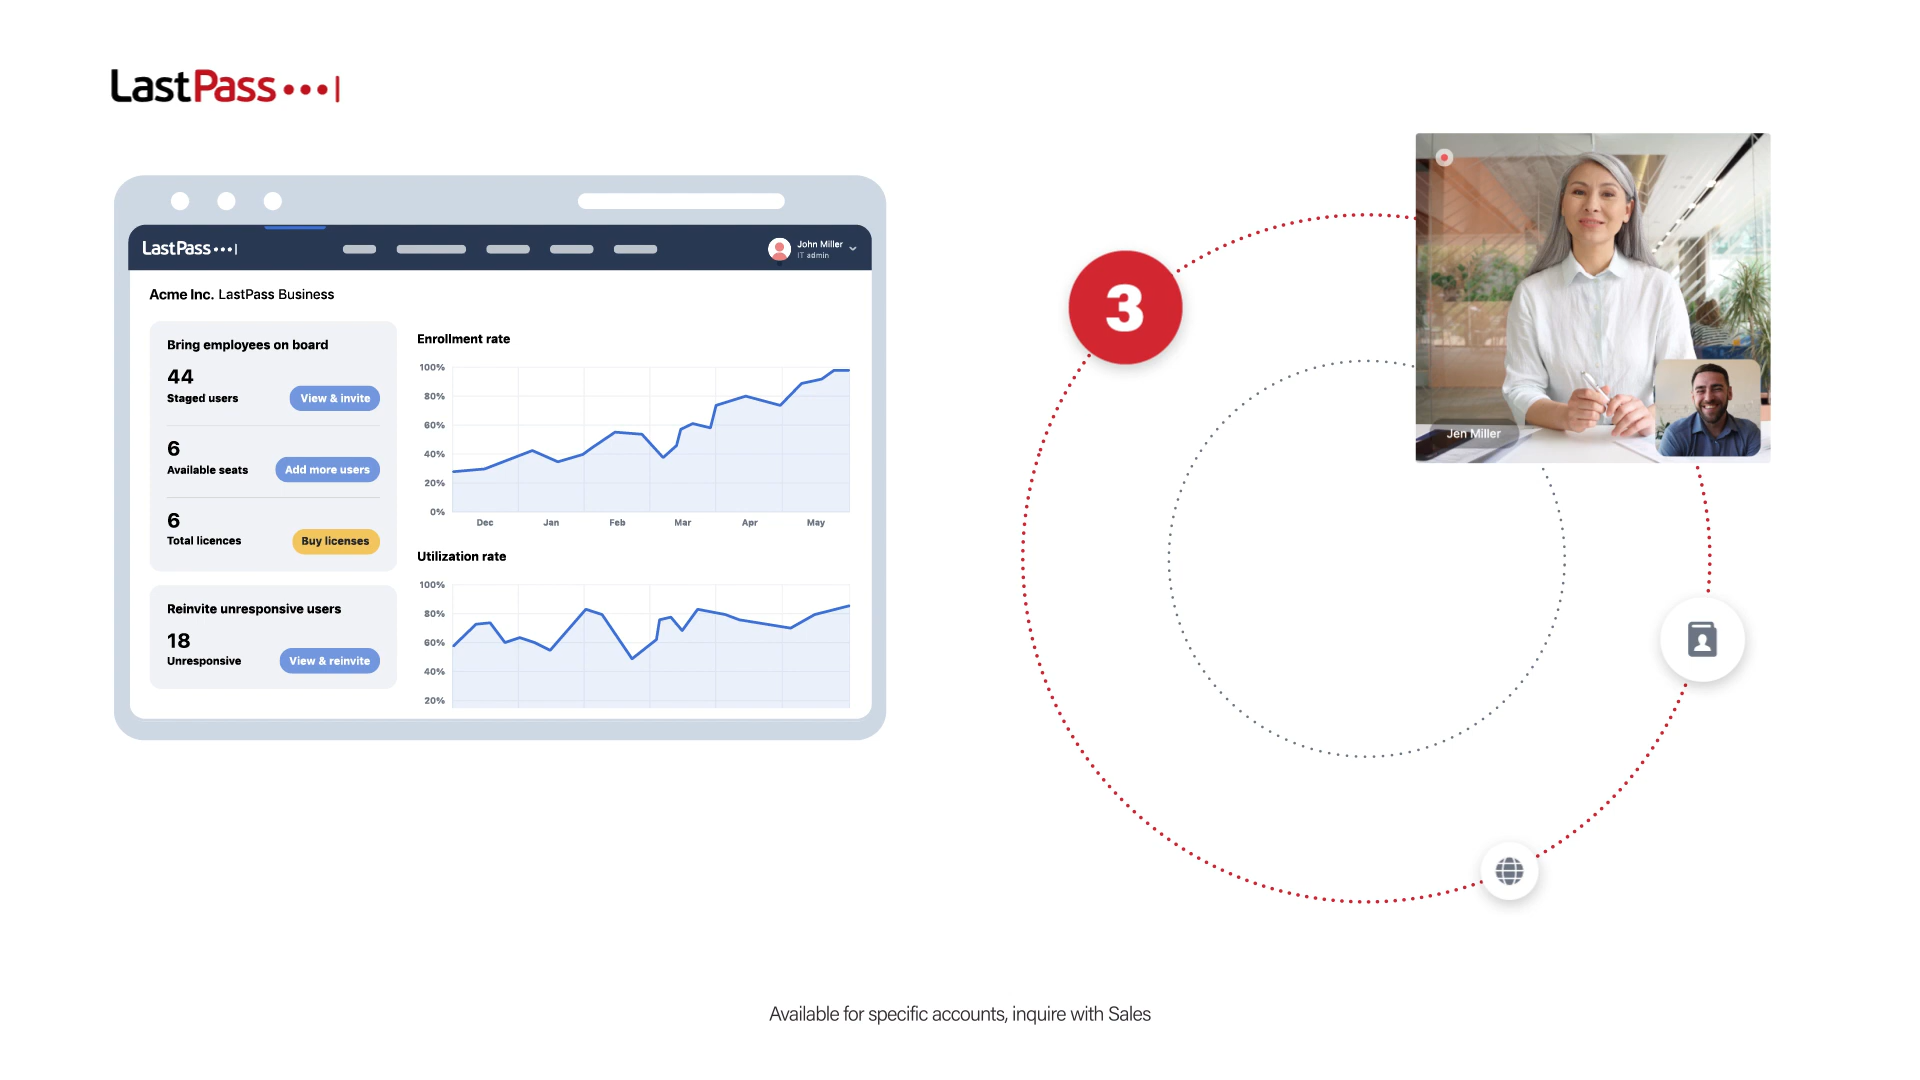 LastPass
LastPass
John Miller
IT admin
Acme Inc. LastPass Business
Bring employees on board
44
Staged users
View & invite
6
Available seats
Add more users
6
Total licences
Buy licenses
Reinvite unresponsive users
18
Unresponsive
View & reinvite
Enrollment rate
100%
80%
60%
40%
20%
0%
Dec Jan Feb Mar Apr May
Utilization rate
100%
80%
60%
40%
20%
3
Jen Miller
Available for specific accounts, inquire with Sales